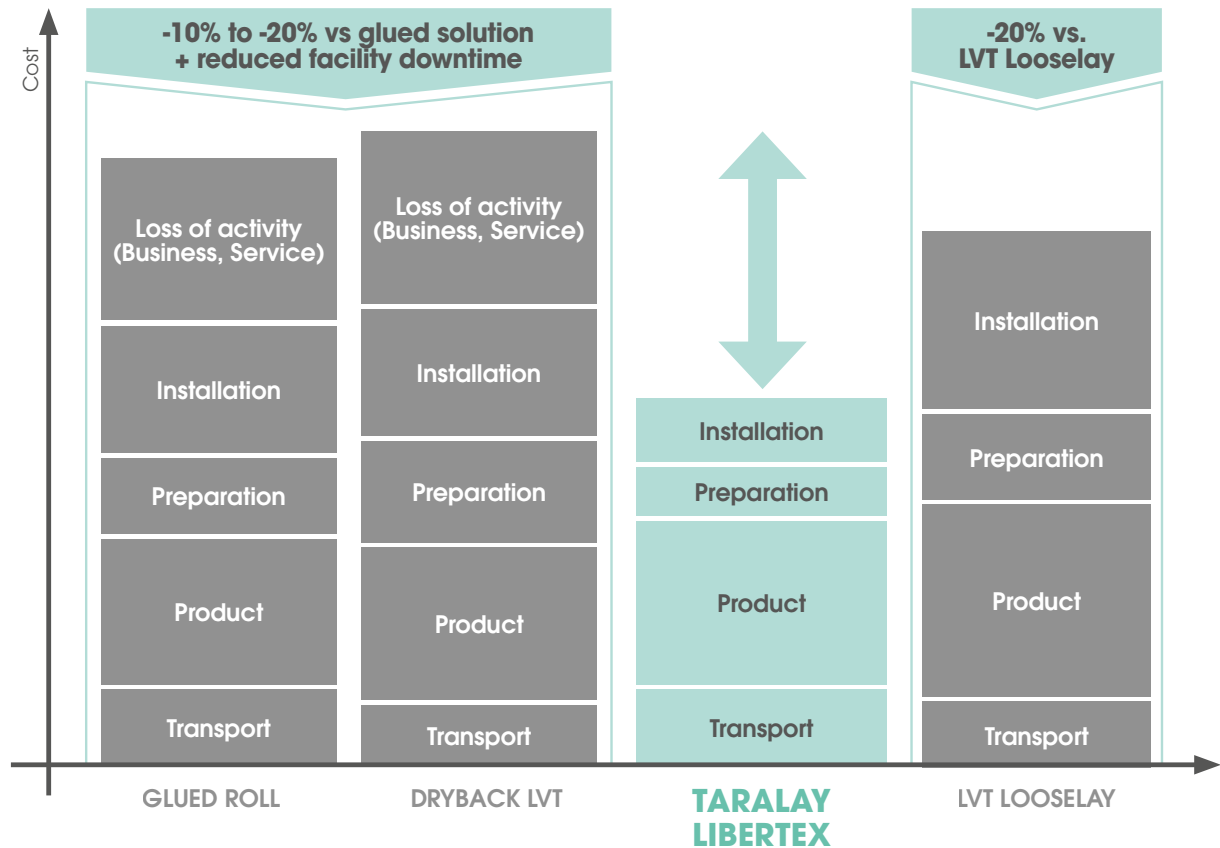 Cost
-10% to -20% vs glued solution
+ reduced facility downtime
-20% vs.
LVT Looselay
Loss of activity
(Business, Service)
Installation
Preparation
Product
Transport
GLUED ROLL
Loss of activity
(Business, Service)
Installation
Preparation
Product
Transport
DRYBACK LVT
Installation
Preparation
Product
Transport
TARALAY
LIBERTEX
Installation
Preparation
Product
Transport
LVT LOOSELAY